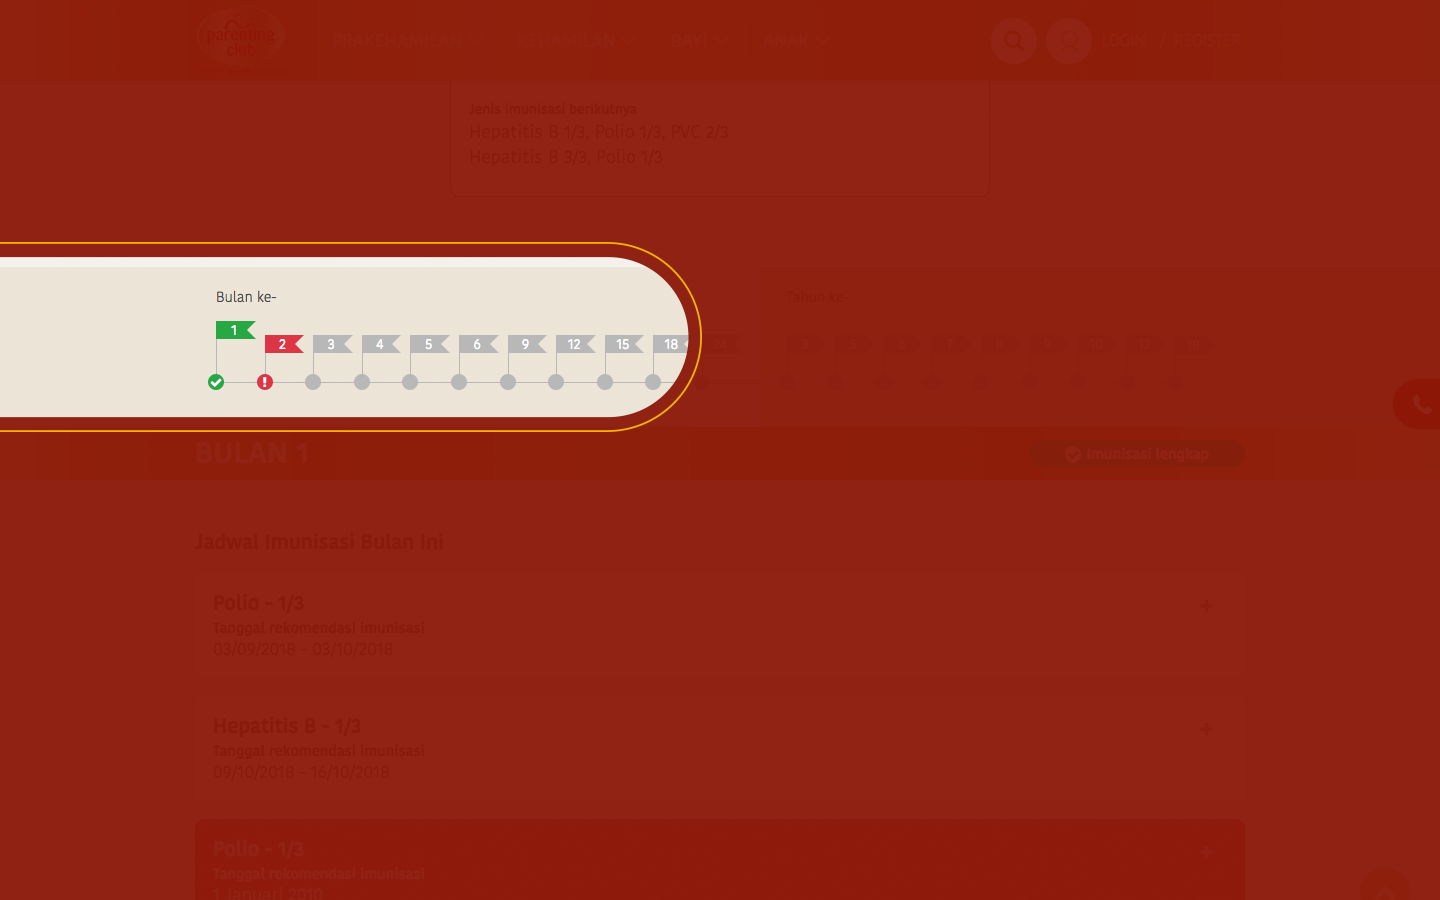 parenting club
PRAKEHAMILAN KEHAMILAN BAYI ANAK LOGIN / REGISTER
Jenis imunisasi berikutnya
Hepatitis B 1/3, Polio 1/3, PVC 2/3
Hepatitis B 3/3, Polio 1/3
Bulan ke-
1 2 3 4 5 6 9 12 15 18
Tahun ke-
BULAN 1
Imunisasi lengkap
Jadwal Imunisasi Bulan Ini
Polio - 1/3
Tanggal rekomendasi imunisasi
03/09/2018 - 03/10/2018
Hepatitis B - 1/3
Tanggal rekomendasi imunisasi
09/10/2018 - 16/10/2018
Polio - 1/3
Tanggal rekomendasi imunisasi
1 Januari 2010